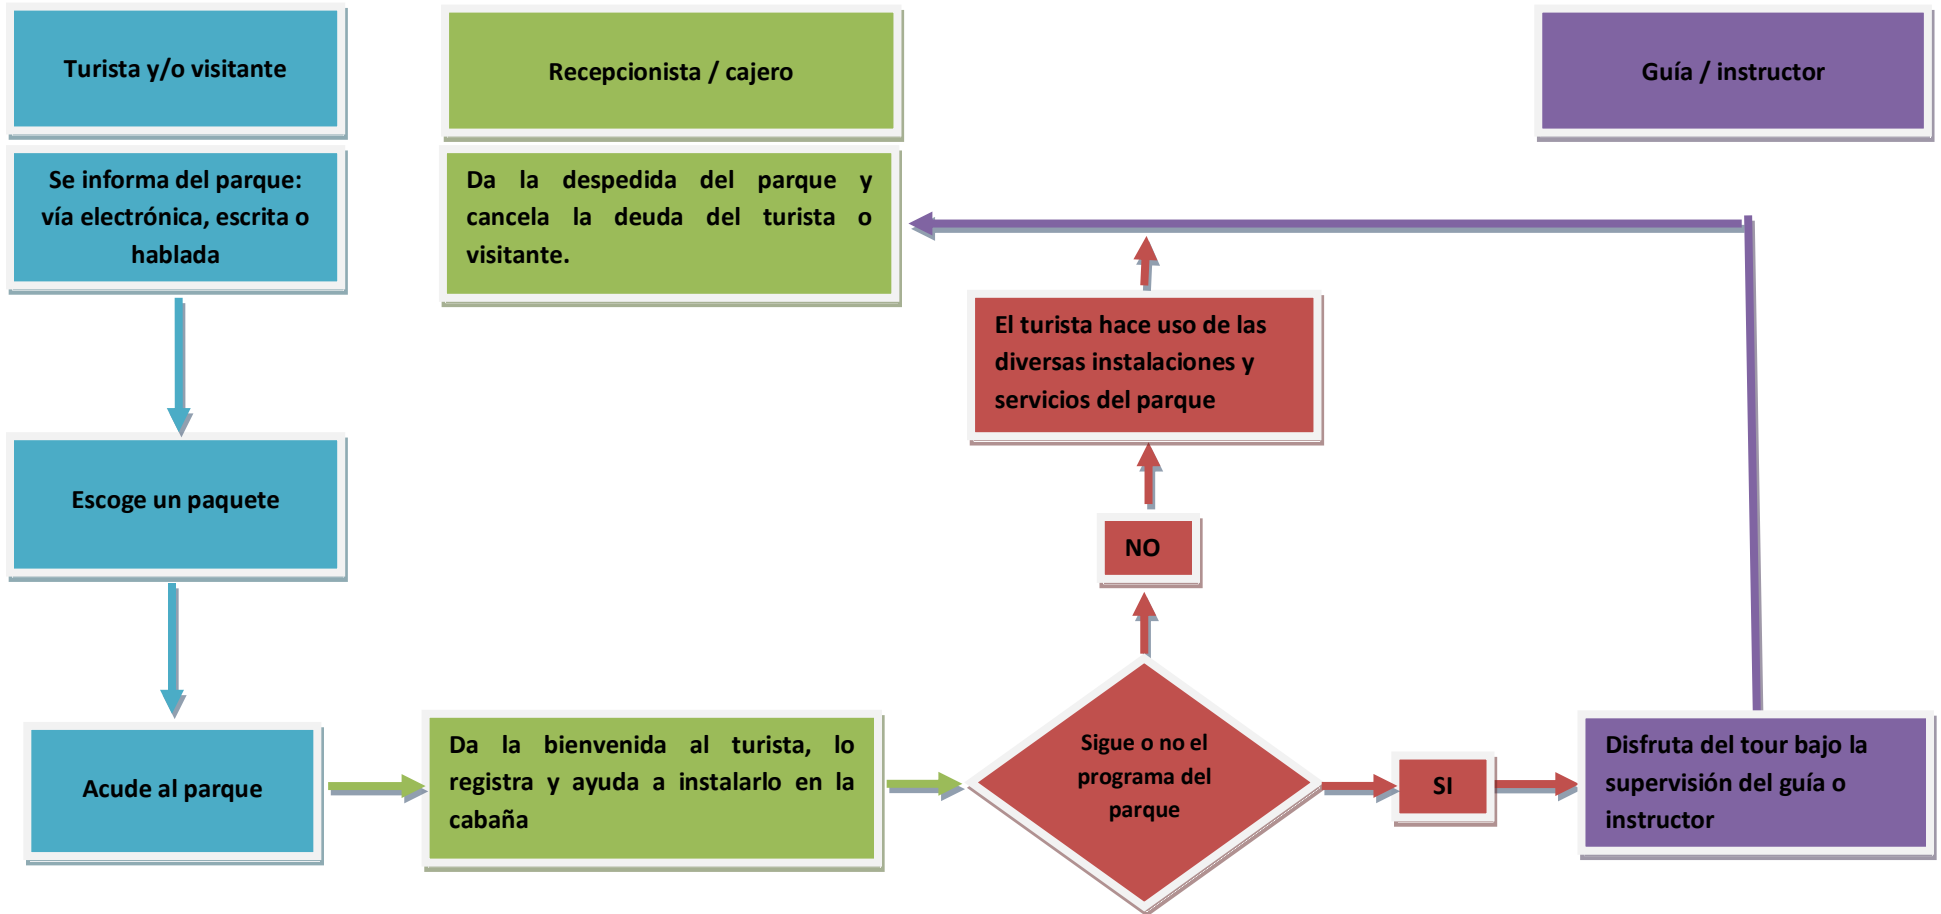 Turista y/o visitante
Recepcionista / cajero
Guía / instructor
Se informa del parque:
vía electrónica, escrita o
hablada
Da la despedida del parque y
cancela la deuda del turista o
visitante.
El turista hace uso de las
diversas instalaciones y
servicios del parque
Escoge un paquete
NO
Acude al parque
Da la bienvenida al turista, lo
registra y ayuda a instalarlo en la
cabaña
Sigue o no el
programa del
parque
SI
Disfruta del tour bajo la
supervisión del guía o
instructor